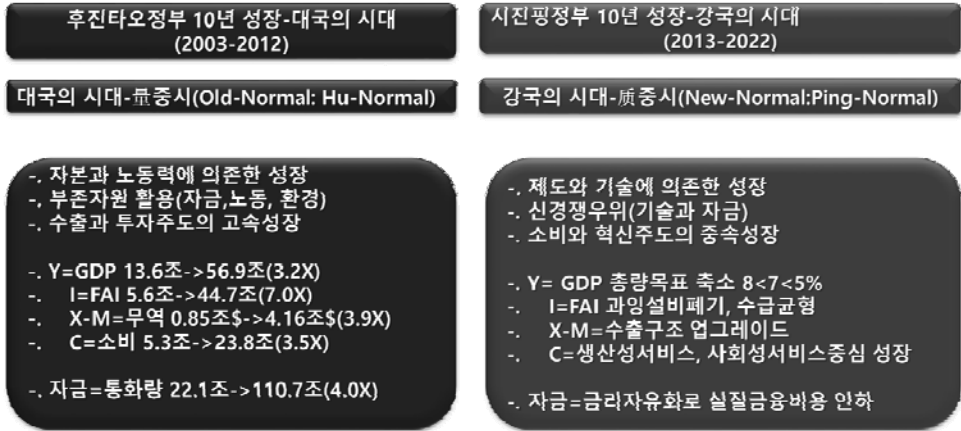 후진타오정부 10년 성장-대국의 시대
(2003-2012)
대국의 시대-量중시(Old-Normal: Hu-Normal)
-. 자본과 노동력에 의존한 성장
-. 부존자원 활용(자금,노동, 환경)
-. 수출과 투자주도의 고속성장
-. Y=GDP 13.6조->56.9조(3.2X)
-. I=FAI 5.6조->44.7조(7.0X)
-. X-M=무역 0.85조$->4.16조$(3.9X)
-. C=소비 5.3조->23.8조(3.5X)
-. 자금=통화량 22.1조->110.7조(4.0X)
시진핑정부 10년 성장-강국의 시대
(2013-2022)
강국의 시대-质중시(New-Normal:Ping-Normal)
-. 제도와 기술에 의존한 성장
-. 신경쟁우위(기술과 자금)
-. 소비와 혁신주도의 중속성장
-. Y= GDP 총량목표 축소 8<7<5%
-. I=FAI 과잉설비폐기, 수급균형
-. X-M=수출구조 업그레이드
-. C=생산성서비스, 사회성서비스중심 성장
-. 자금=금리자유화로 실질금융비용 인하